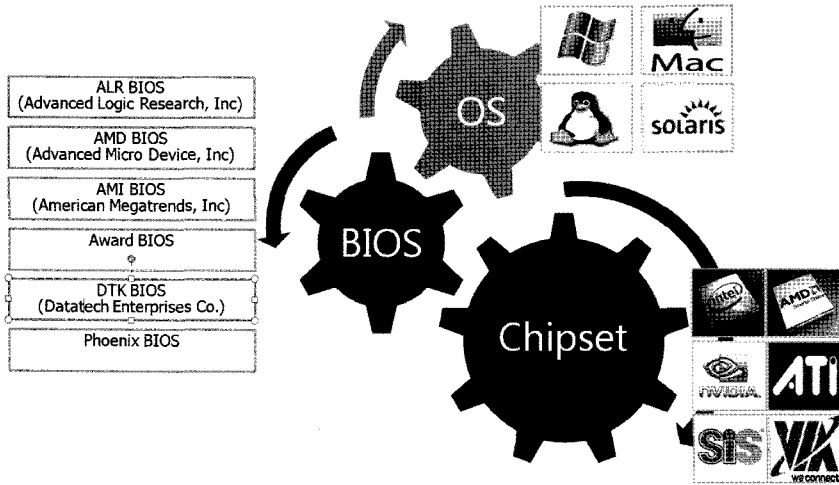 ALR BIOS
(Advanced Logic Research, Inc)
AMD BIOS
(Advanced Micro Device, Inc)
AMI BIOS
(American Megatrends, Inc)
Award BIOS
DTK BIOS
(Datatech Enterprises Co.)
Phoenix BIOS
OS
BIOS
Chipset
Mac
solaris
intel
AMD
nVIDIA.
ATi
SiS
VIA
we connect